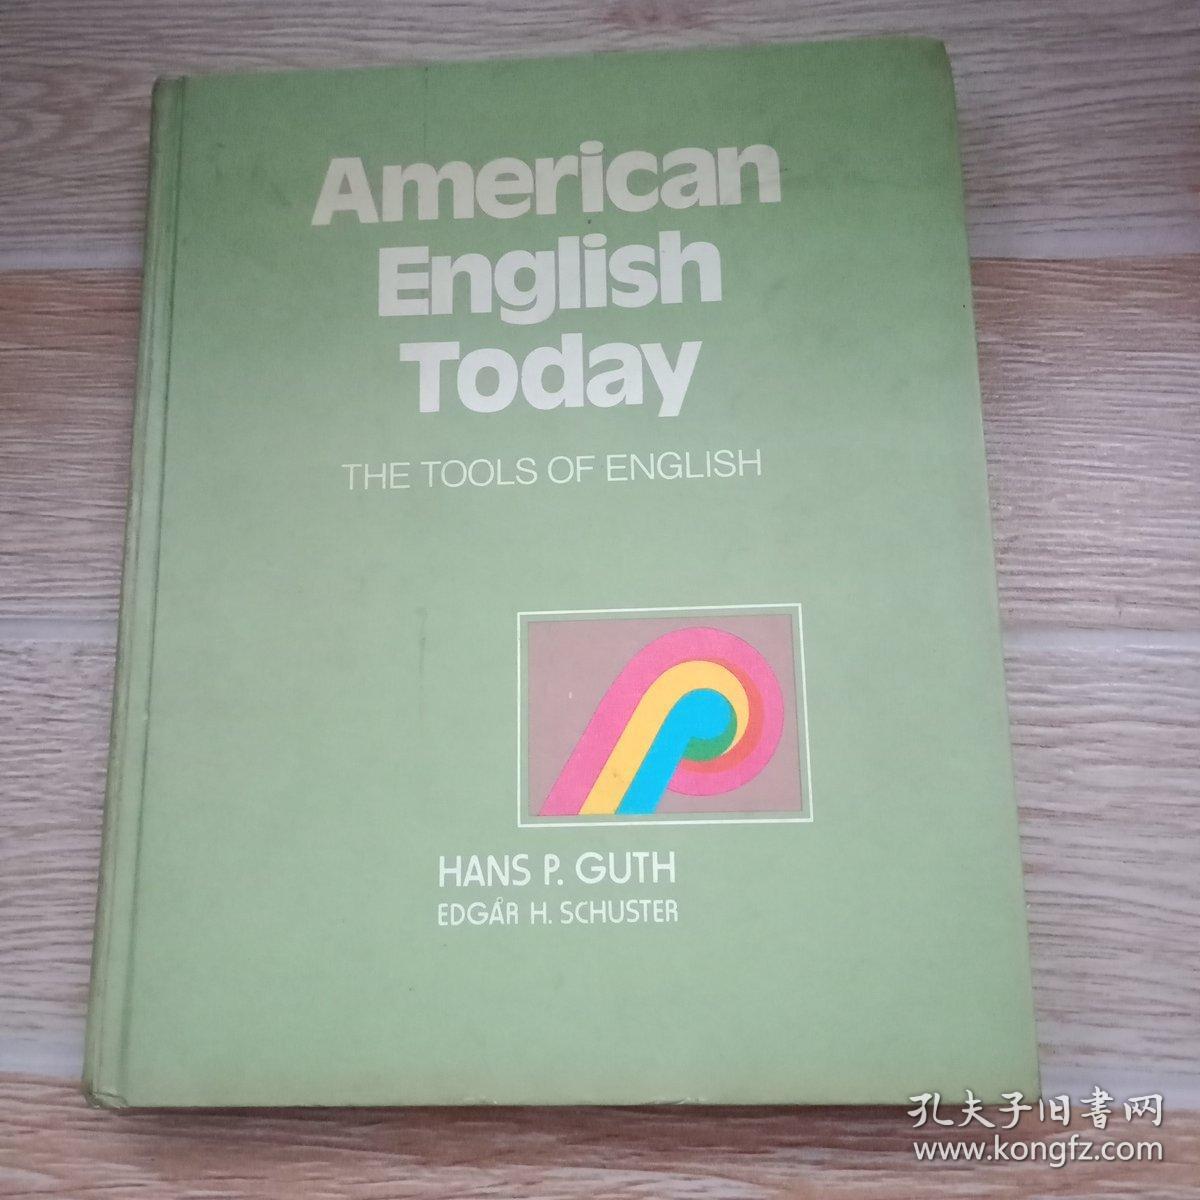 American
English
Today
THE TOOLS OF ENGLISH
HANS P. GUTH
EDGAR H. SCHUSTER
孔夫子旧书网
www.kongfz.com